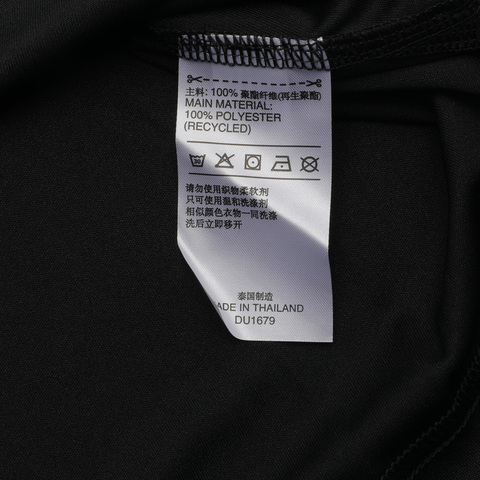 主料: 100% 聚酯纤维(再生聚酯)
MAIN MATERIAL:
100% POLYESTER
(RECYCLED)
30
请勿使用织物柔软剂
只可使用温和洗涤剂
相似颜色衣物一同洗涤
洗后立即移开
泰国制造
ADE IN THAILAND
DU1679